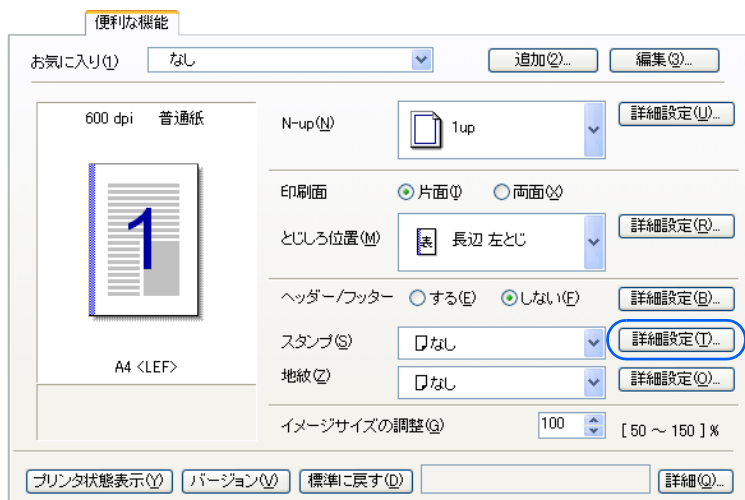 便利な機能
お気に入り(1) なし 追加(2)... 編集(3)...
600 dpi 普通紙
N-up(N) 1up 詳細設定(U)...
印刷面 片面(I) 両面(X)
1
とじしろ位置(M) 表 長辺 左とじ 詳細設定(R)...
ヘッダー/フッター する(E) しない(F) 詳細設定(B)...
スタンプ(S) なし 詳細設定(T)...
A4 <LEF>
地紋(Z) なし 詳細設定(O)...
イメージサイズの調整(G) 100 [ 50 ～ 150 ] %
プリンタ状態表示(Y) バージョン(V) 標準に戻す(D) 詳細(Q)...